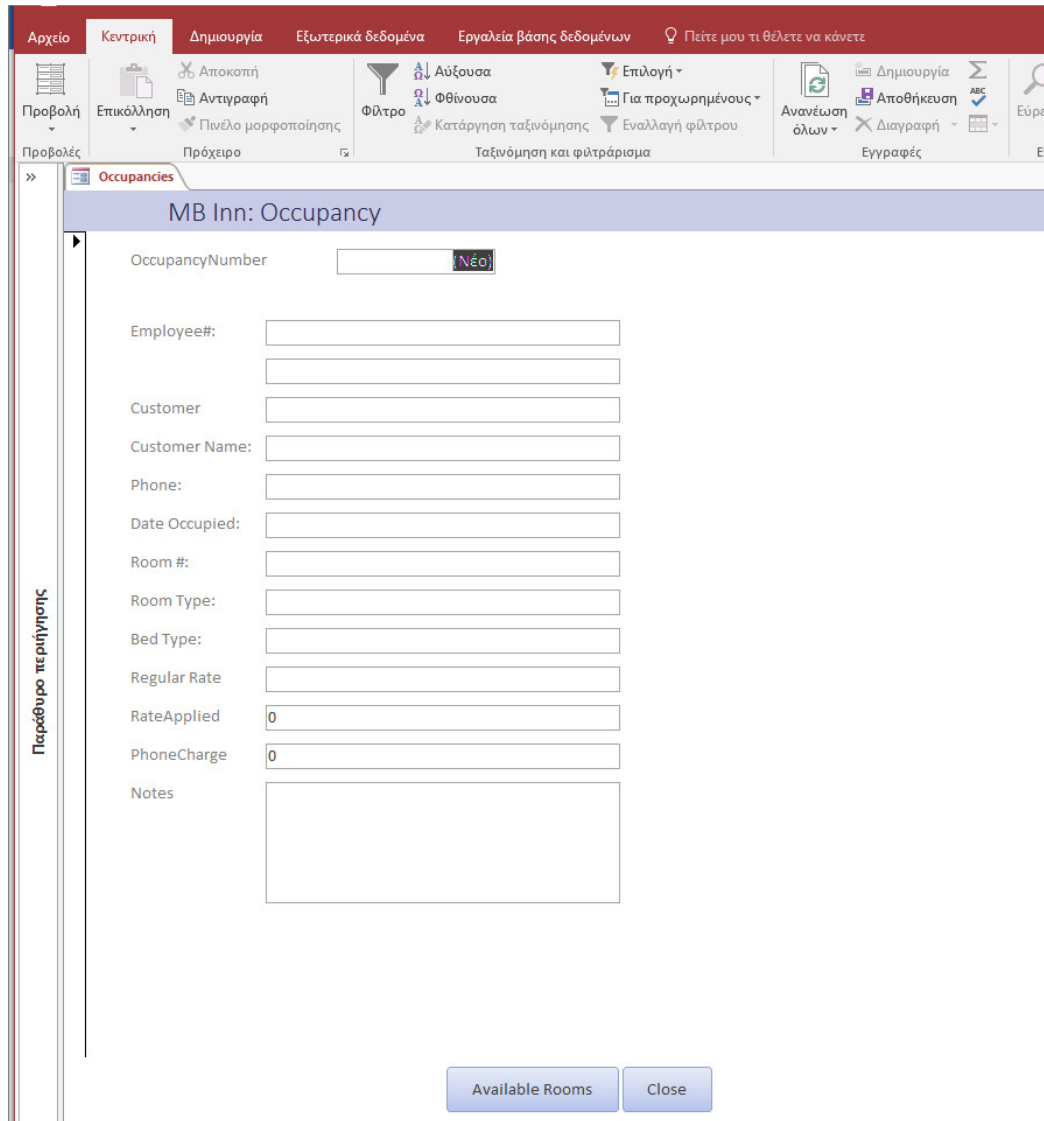 Αρχείο Κεντρική Δημιουργία Εξωτερικά δεδομένα Εργαλεία βάσης δεδομένων Πείτε μου τι θέλετε να κάνετε
Προβολή
Επικόλληση
Αποκοπή
Αντιγραφή
Πινέλο μορφοποίησης
Φίλτρο
Αύξουσα
Φθίνουσα
Κατάργηση ταξινόμησης
Επιλογή
Για προχωρημένους
Εναλλαγή φίλτρου
Ανανέωση
όλων
Δημιουργία
Αποθήκευση
Διαγραφή
ABC
Προβολές Πρόχειρο Ταξινόμηση και φιλτράρισμα Εγγραφές
Occupancies
MB Inn: Occupancy
OccupancyNumber (Νέο)
Employee#:
Customer
Customer Name:
Phone:
Date Occupied:
Room #:
Room Type:
Bed Type:
Regular Rate
RateApplied 0
PhoneCharge 0
Notes
Παράθυρο περιήγησης
Available Rooms Close